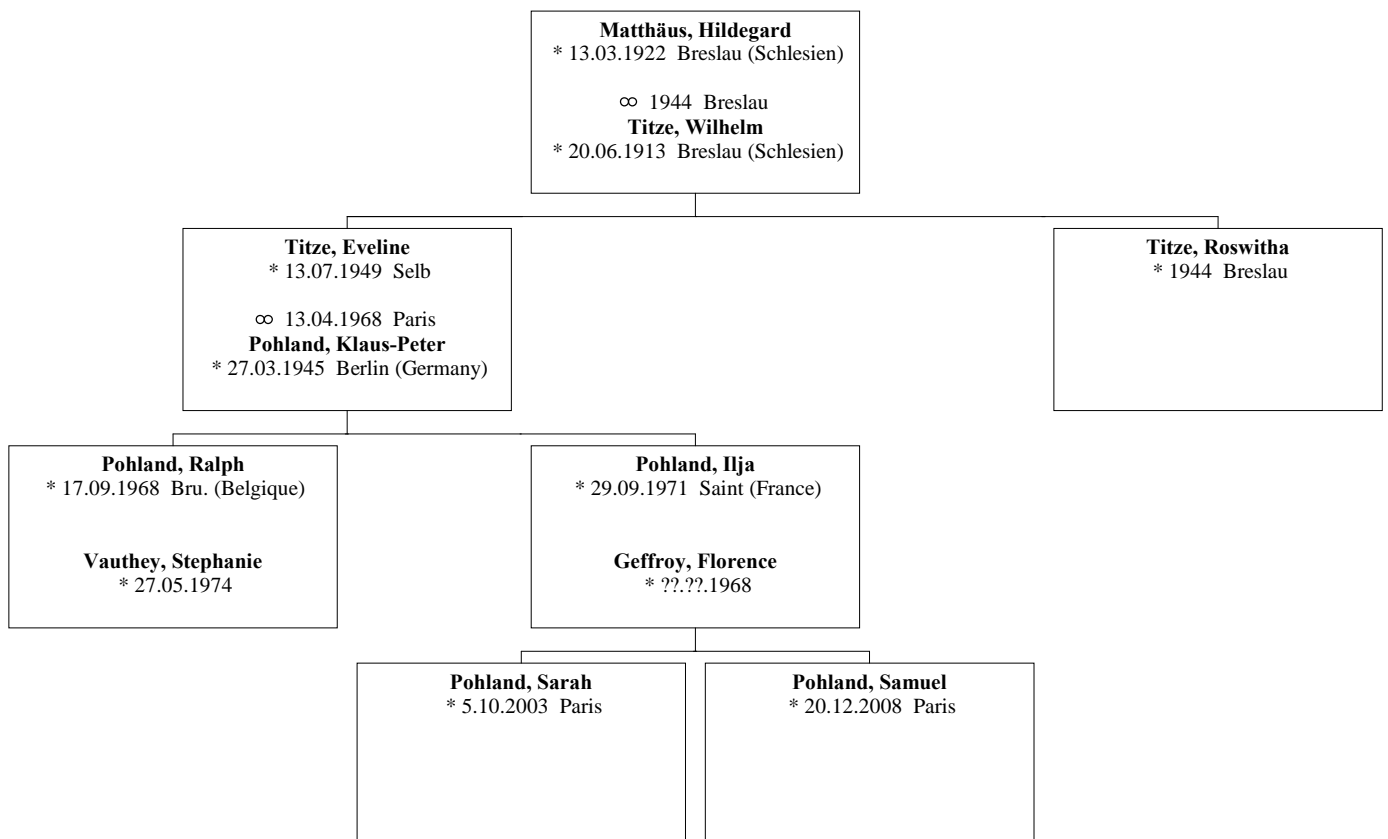 Matthäus, Hildegard
* 13.03.1922 Breslau (Schlesien)
∞ 1944 Breslau
Titze, Wilhelm
* 20.06.1913 Breslau (Schlesien)
Titze, Eveline
* 13.07.1949 Selb
∞ 13.04.1968 Paris
Pohland, Klaus-Peter
* 27.03.1945 Berlin (Germany)
Titze, Roswitha
* 1944 Breslau
Pohland, Ralph
* 17.09.1968 Bru. (Belgique)
Vauthey, Stephanie
* 27.05.1974
Pohland, Ilja
* 29.09.1971 Saint (France)
Geffroy, Florence
* ??.??.1968
Pohland, Sarah
* 5.10.2003 Paris
Pohland, Samuel
* 20.12.2008 Paris